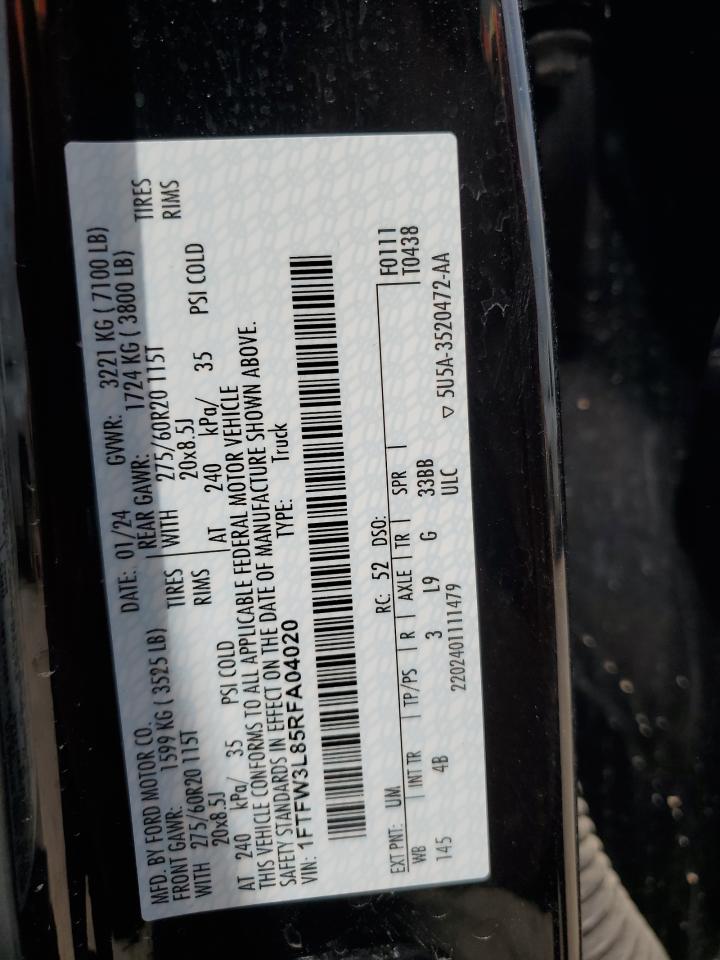 MFD. BY FORD MOTOR CO. DATE: 01/24 GVWR: 3221 KG ( 7100 LB)
FRONT GAWR: 1599 KG ( 3525 LB) REAR GAWR: 1724 KG ( 3800 LB)
WITH 275/60R20 115T TIRES WITH 275/60R20 115T TIRES
20x8.5J RIMS 20x8.5J RIMS
AT 240 kPa/ 35 PSI COLD AT 240 kPa/ 35 PSI COLD
THIS VEHICLE CONFORMS TO ALL APPLICABLE FEDERAL MOTOR VEHICLE
SAFETY STANDARDS IN EFFECT ON THE DATE OF MANUFACTURE SHOWN ABOVE.
VIN: 1FTFW3L85RFA04020 TYPE: Truck
EXT PNT: UM RC: 52 DSO: F0111
WB INT TR TP/PS R AXLE TR SPR T0438
145 4B 3 L9 G 33BB
2202401111479 ULC ▽ 5U5A-3520472-AA